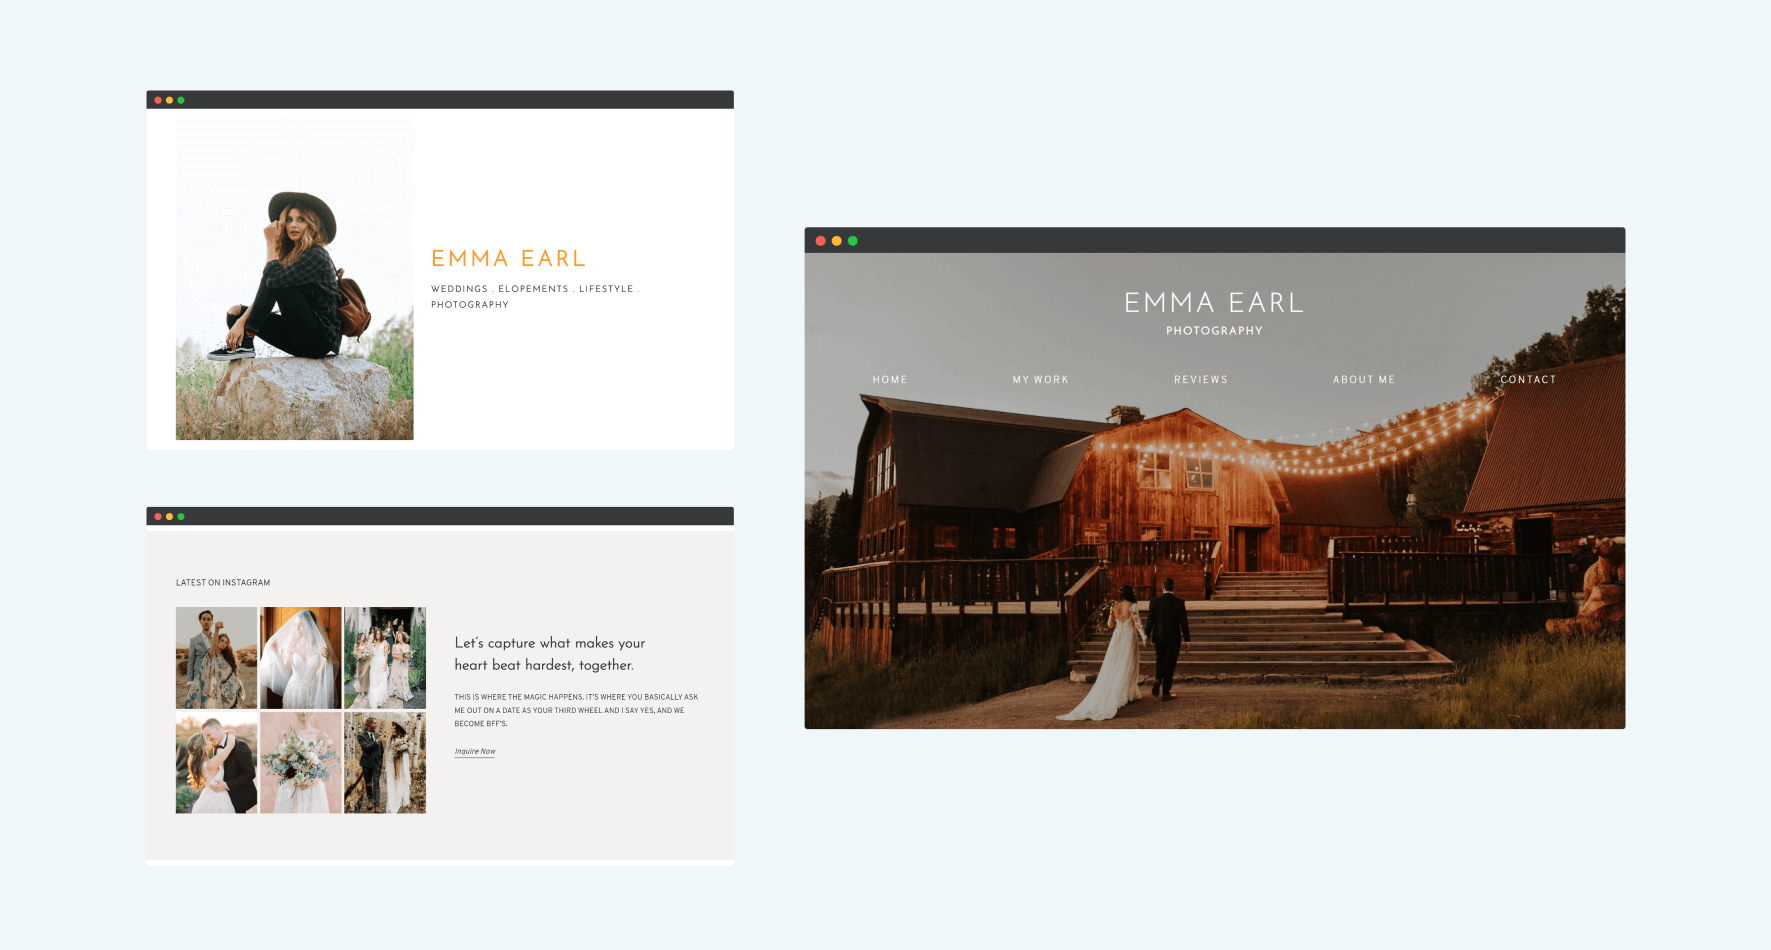 EMMA EARL
WEDDINGS . ELOPEMENTS . LIFESTYLE .
PHOTOGRAPHY
LATEST ON INSTAGRAM
Let's capture what makes your
heart beat hardest, together.
THIS IS WHERE THE MAGIC HAPPENS. IT'S WHERE YOU BASICALLY ASK
ME OUT ON A DATE AS YOUR THIRD WHEEL AND I SAY YES, AND WE
BECOME BFF'S.
Inquire Now
EMMA EARL
PHOTOGRAPHY
HOME MY WORK REVIEWS ABOUT ME CONTACT